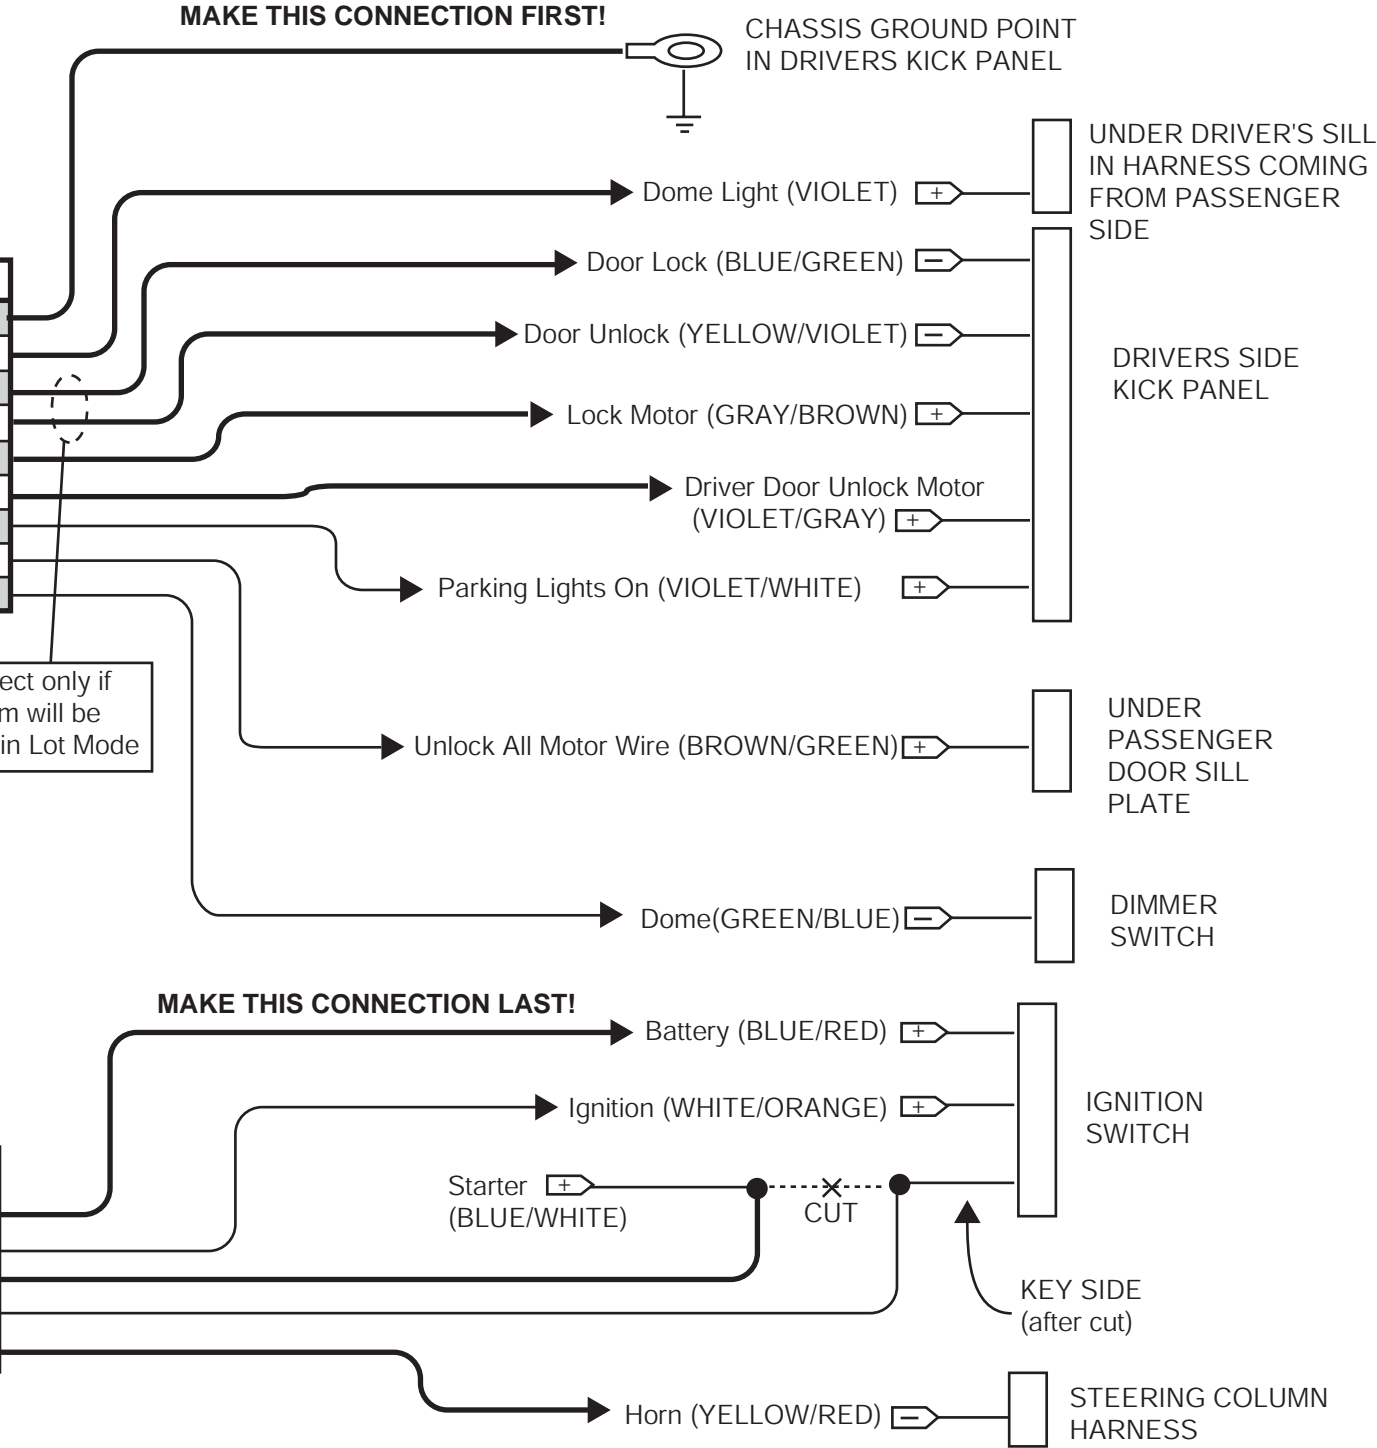 MAKE THIS CONNECTION FIRST!
CHASSIS GROUND POINT
IN DRIVERS KICK PANEL
UNDER DRIVER'S SILL
IN HARNESS COMING
FROM PASSENGER
SIDE
Dome Light (VIOLET) +
Door Lock (BLUE/GREEN) −
Door Unlock (YELLOW/VIOLET) −
DRIVERS SIDE
KICK PANEL
Lock Motor (GRAY/BROWN) +
Driver Door Unlock Motor
(VIOLET/GRAY) +
Parking Lights On (VIOLET/WHITE) +
ect only if
m will be
in Lot Mode
Unlock All Motor Wire (BROWN/GREEN) +
UNDER
PASSENGER
DOOR SILL
PLATE
Dome(GREEN/BLUE) −
DIMMER
SWITCH
MAKE THIS CONNECTION LAST!
Battery (BLUE/RED) +
Ignition (WHITE/ORANGE) +
IGNITION
SWITCH
Starter +
(BLUE/WHITE)
CUT
KEY SIDE
(after cut)
Horn (YELLOW/RED) −
STEERING COLUMN
HARNESS